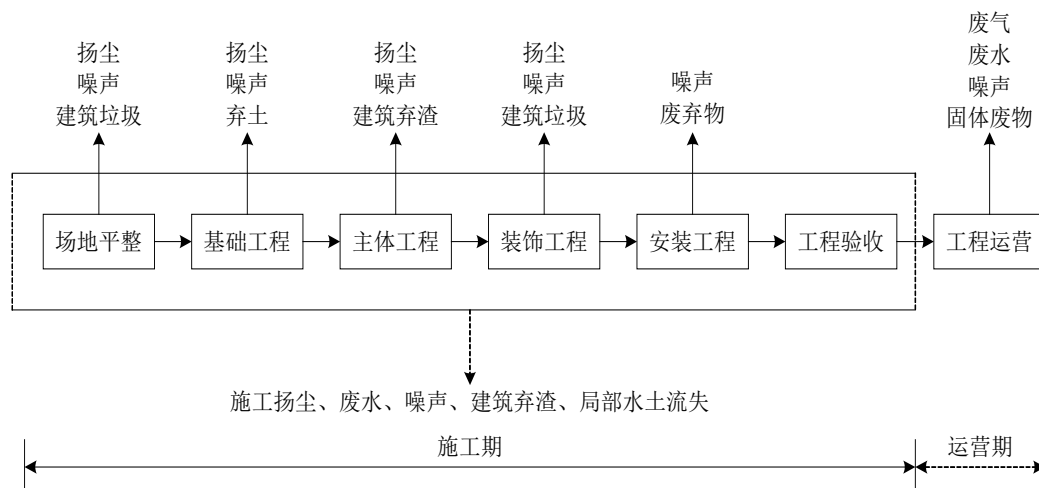 扬尘
噪声
建筑垃圾
扬尘
噪声
弃土
扬尘
噪声
建筑弃渣
扬尘
噪声
建筑垃圾
噪声
废弃物
废气
废水
噪声
固体废物
场地平整
基础工程
主体工程
装饰工程
安装工程
工程验收
工程运营
施工扬尘、废水、噪声、建筑弃渣、局部水土流失
施工期
运营期